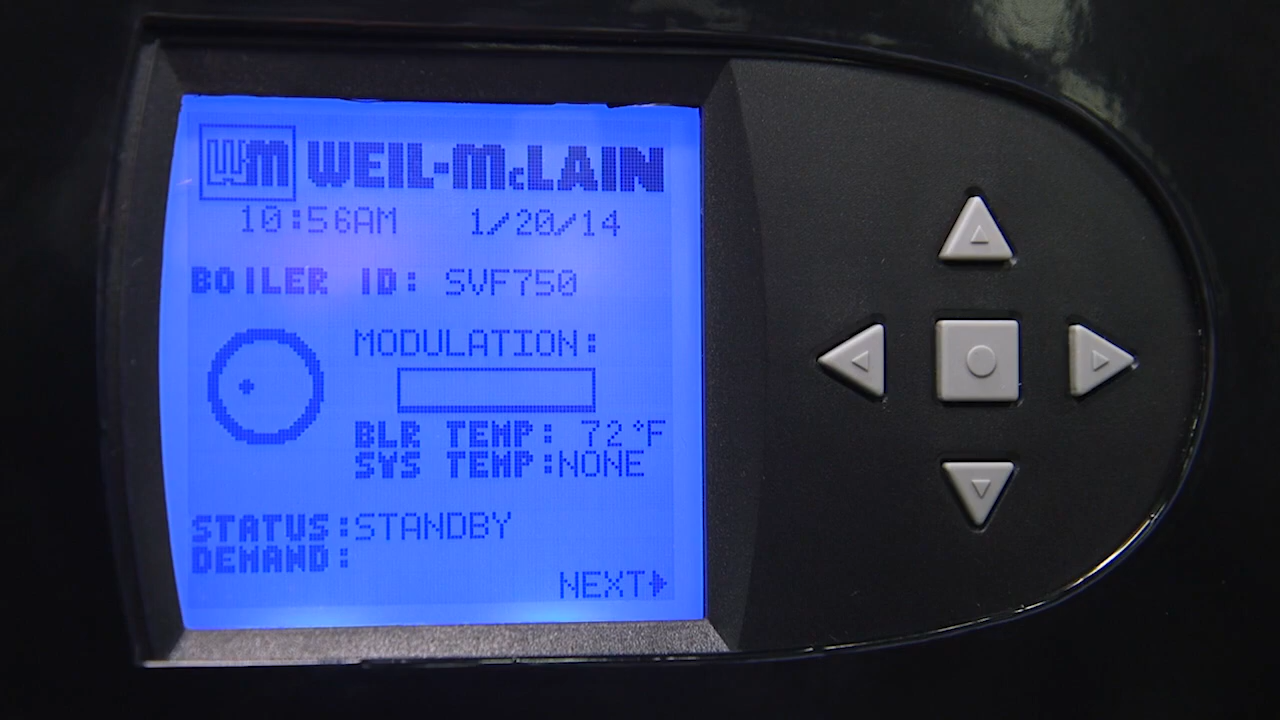 WM WEIL-McLAIN
10:56AM 1/20/14
BOILER ID: SVF750
MODULATION:
BLR TEMP: 72°F
SYS TEMP:NONE
STATUS:STANDBY
DEMAND:
NEXT